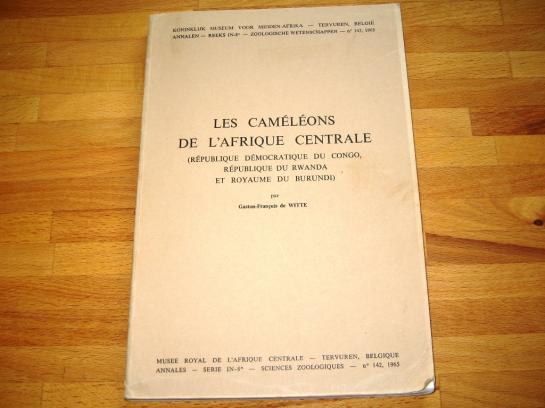 KONINKLIJK MUSEUM VOOR MIDDEN-AFRIKA — TERVUREN, BELGIË
ANNALEN — REEKS IN-8° — ZOOLOGISCHE WETENSCHAPPEN — n° 142, 1965
LES CAMÉLÉONS
DE L'AFRIQUE CENTRALE
(RÉPUBLIQUE DÉMOCRATIQUE DU CONGO,
RÉPUBLIQUE DU RWANDA
ET ROYAUME DU BURUNDI)
par
Gaston-François de WITTE
MUSEE ROYAL DE L'AFRIQUE CENTRALE — TERVUREN, BELGIQUE
ANNALES — SERIE IN-8° — SCIENCES ZOOLOGIQUES — n° 142, 1965